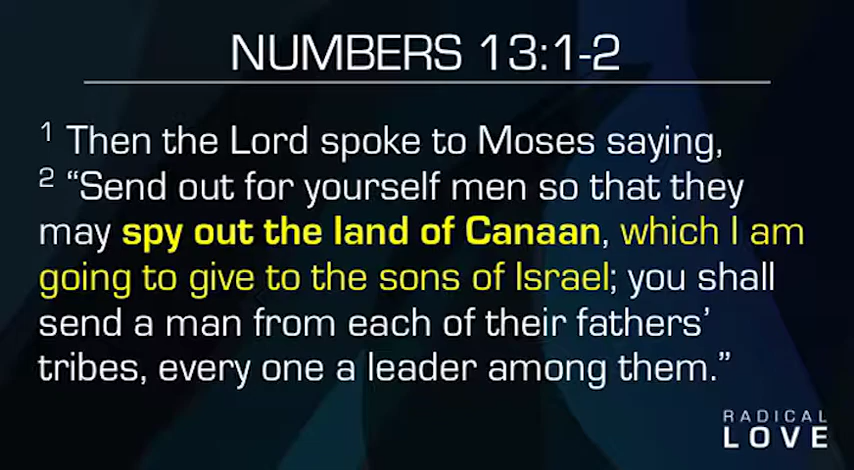 NUMBERS 13:1-2
1 Then the Lord spoke to Moses saying,
2 “Send out for yourself men so that they
may spy out the land of Canaan, which I am
going to give to the sons of Israel; you shall
send a man from each of their fathers’
tribes, every one a leader among them.”
RADICAL
LOVE